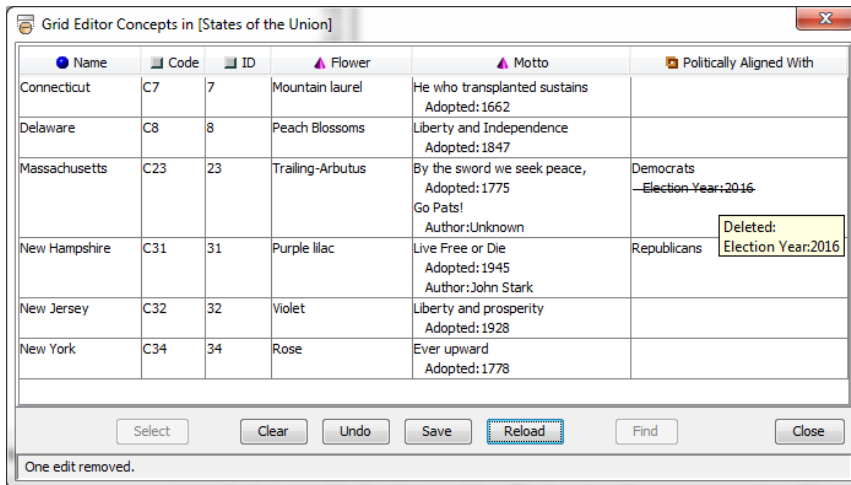 Grid Editor Concepts in [States of the Union]
Name Code ID Flower Motto Politically Aligned With
Connecticut C7 7 Mountain laurel He who transplanted sustains
Adopted:1662
Delaware C8 8 Peach Blossoms Liberty and Independence
Adopted:1847
Massachusetts C23 23 Trailing-Arbutus By the sword we seek peace, Democrats
Adopted:1775 Election Year:2016
Go Pats!
Author:Unknown
Deleted:
Election Year:2016
New Hampshire C31 31 Purple lilac Live Free or Die Republicans
Adopted:1945
Author:John Stark
New Jersey C32 32 Violet Liberty and prosperity
Adopted:1928
New York C34 34 Rose Ever upward
Adopted:1778
Select Clear Undo Save Reload Find Close
One edit removed.